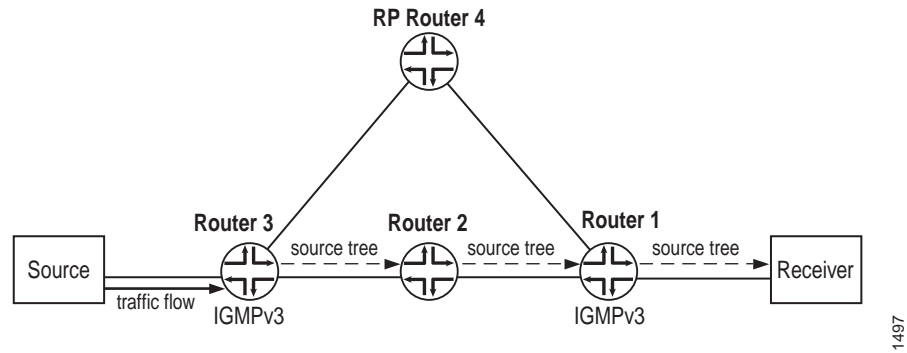 RP Router 4
Router 3
Router 2
Router 1
source tree
source tree
source tree
Source
Receiver
traffic flow
IGMPv3
IGMPv3
1497